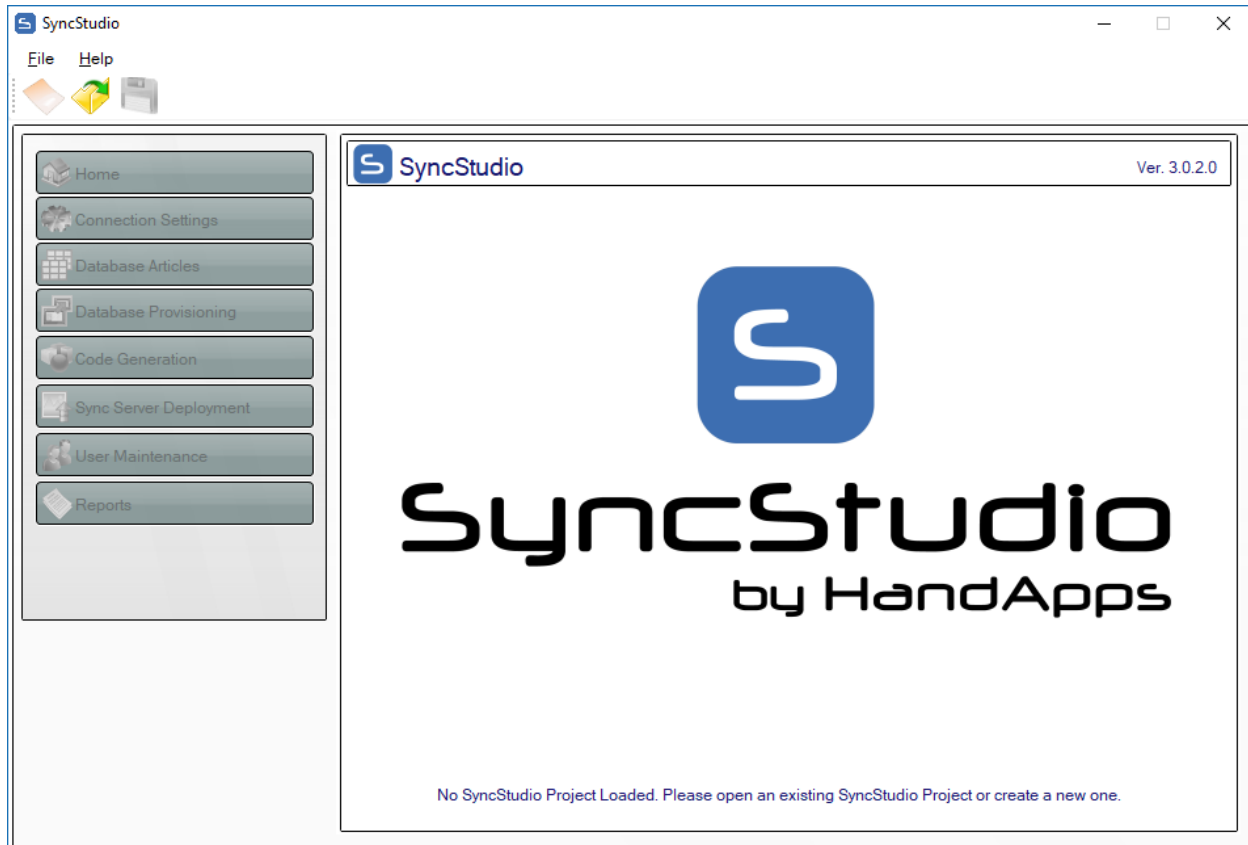 SyncStudio
File Help
Home
Connection Settings
Database Articles
Database Provisioning
Code Generation
Sync Server Deployment
User Maintenance
Reports
SyncStudio Ver. 3.0.2.0
SyncStudio
by HandApps
No SyncStudio Project Loaded. Please open an existing SyncStudio Project or create a new one.